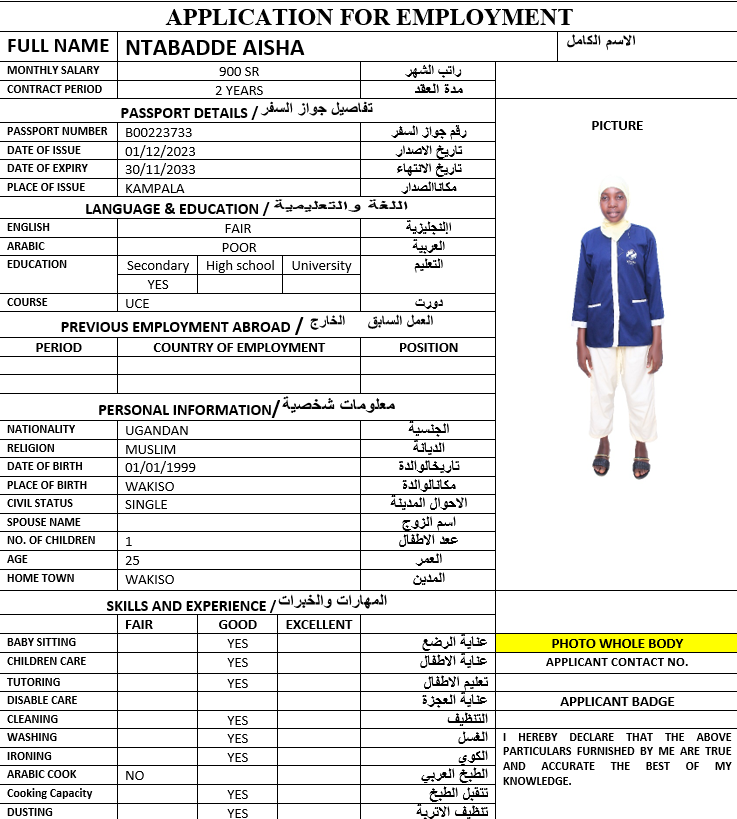 APPLICATION FOR EMPLOYMENT
FULL NAME NTABADDE AISHA الاسم الكامل
MONTHLY SALARY 900 SR راتب الشهر
CONTRACT PERIOD 2 YEARS مدة العقد
PASSPORT DETAILS / تفاصيل جواز السفر
PICTURE
PASSPORT NUMBER B00223733 رقم جواز السفر
DATE OF ISSUE 01/12/2023 تاريخ الاصدار
DATE OF EXPIRY 30/11/2033 تاريخ الانتهاء
PLACE OF ISSUE KAMPALA مكاناالصدار
LANGUAGE & EDUCATION / اللغة والتعليمية
ENGLISH FAIR اإلنجليزية
ARABIC POOR العربية
EDUCATION Secondary High school University التعليم
YES
COURSE UCE دورت
PREVIOUS EMPLOYMENT ABROAD / العمل السابق الخارج
PERIOD COUNTRY OF EMPLOYMENT POSITION
PERSONAL INFORMATION/ معلومات شخصية
NATIONALITY UGANDAN الجنسية
RELIGION MUSLIM الديانة
DATE OF BIRTH 01/01/1999 تاريخالوالدة
PLACE OF BIRTH WAKISO مكانالوالدة
CIVIL STATUS SINGLE الاحوال المدينة
SPOUSE NAME اسم الزوج
NO. OF CHILDREN 1 عدد الاطفال
AGE 25 العمر
HOME TOWN WAKISO المدين
SKILLS AND EXPERIENCE / المهارات والخبرات
FAIR GOOD EXCELLENT
BABY SITTING YES عناية الرضع
PHOTO WHOLE BODY
CHILDREN CARE YES عناية الاطفال
APPLICANT CONTACT NO.
TUTORING YES تعليم الاطفال
DISABLE CARE عناية العجزة
APPLICANT BADGE
CLEANING YES التنظيف
WASHING YES الغسل
IRONING YES الكوي
ARABIC COOK NO الطبخ العربي
Cooking Capacity YES تتقبل الطبخ
DUSTING YES تنظيف الاتربة
I HEREBY DECLARE THAT THE ABOVE
PARTICULARS FURNISHED BY ME ARE TRUE
AND ACCURATE THE BEST OF MY
KNOWLEDGE.